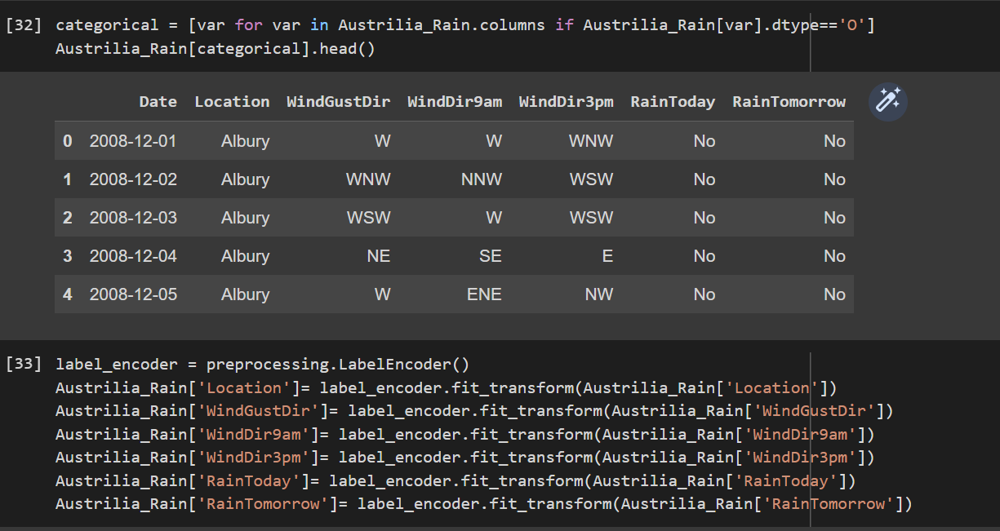 [32] categorical = [var for var in Austrilia_Rain.columns if Austrilia_Rain[var].dtype=='O']
Austrilia_Rain[categorical].head()
Date Location WindGustDir WindDir9am WindDir3pm RainToday RainTomorrow
0 2008-12-01 Albury W W WNW No No
1 2008-12-02 Albury WNW NNW WSW No No
2 2008-12-03 Albury WSW W WSW No No
3 2008-12-04 Albury NE SE E No No
4 2008-12-05 Albury W ENE NW No No
[33] label_encoder = preprocessing.LabelEncoder()
Austrilia_Rain['Location']= label_encoder.fit_transform(Austrilia_Rain['Location'])
Austrilia_Rain['WindGustDir']= label_encoder.fit_transform(Austrilia_Rain['WindGustDir'])
Austrilia_Rain['WindDir9am']= label_encoder.fit_transform(Austrilia_Rain['WindDir9am'])
Austrilia_Rain['WindDir3pm']= label_encoder.fit_transform(Austrilia_Rain['WindDir3pm'])
Austrilia_Rain['RainToday']= label_encoder.fit_transform(Austrilia_Rain['RainToday'])
Austrilia_Rain['RainTomorrow']= label_encoder.fit_transform(Austrilia_Rain['RainTomorrow'])